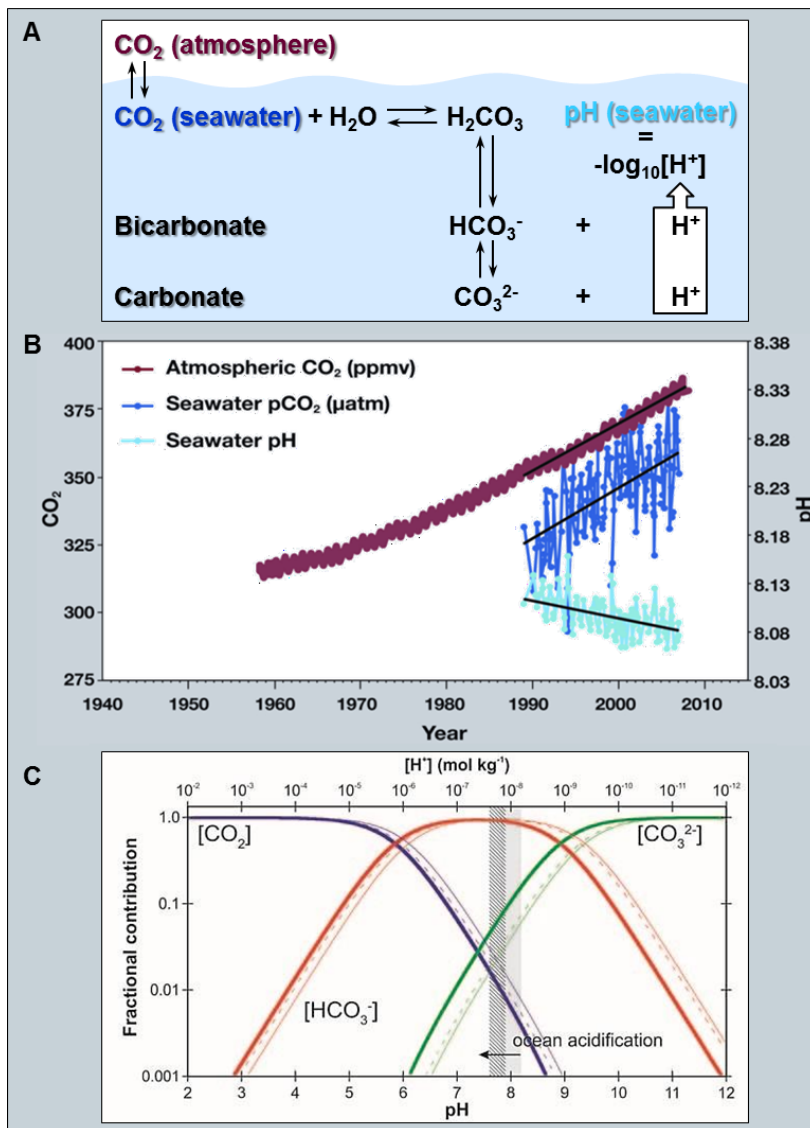 A
CO₂ (atmosphere)
CO₂ (seawater) + H₂O H₂CO₃ pH (seawater)
=
-log₁₀[H⁺]
Bicarbonate HCO₃⁻ + H⁺
Carbonate CO₃²⁻ + H⁺
B
400 8.38
Atmospheric CO₂ (ppmv)
375 8.33
Seawater pCO₂ (µatm)
8.28
Seawater pH
350
8.23
CO₂ pH
325 8.18
8.13
300
8.08
275 8.03
1940 1950 1960 1970 1980 1990 2000 2010
Year
C
[H⁺] (mol kg⁻¹)
10⁻² 10⁻³ 10⁻⁴ 10⁻⁵ 10⁻⁶ 10⁻⁷ 10⁻⁸ 10⁻⁹ 10⁻¹⁰ 10⁻¹¹ 10⁻¹²
1.0
[CO₂] [CO₃²⁻]
0.1
Fractional contribution
0.01
[HCO₃⁻]
ocean acidification
0.001
2 3 4 5 6 7 8 9 10 11 12
pH